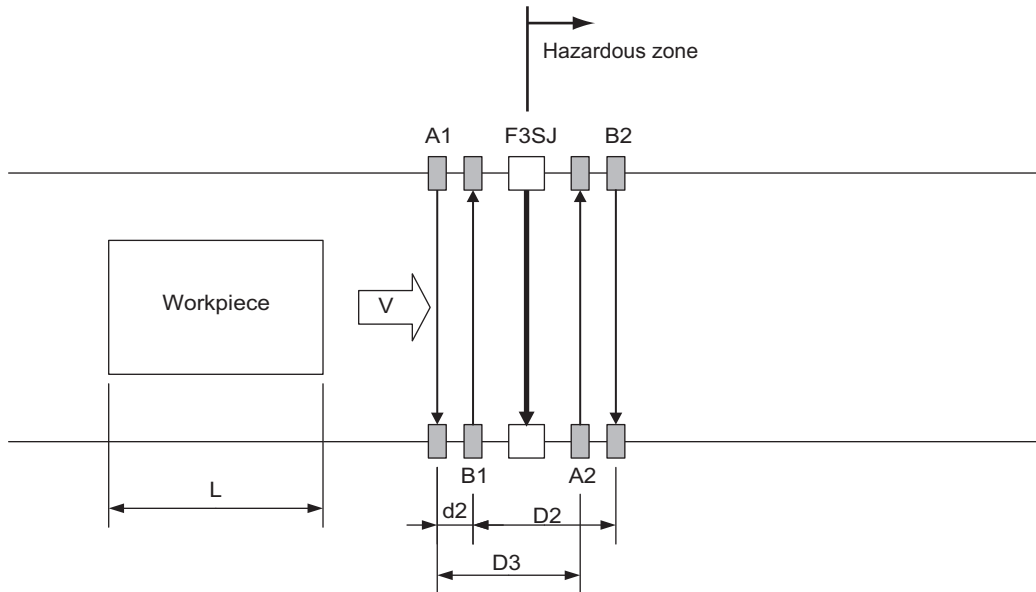 Hazardous zone
A1
F3SJ
B2
Workpiece
V
B1
A2
L
d2
D2
D3